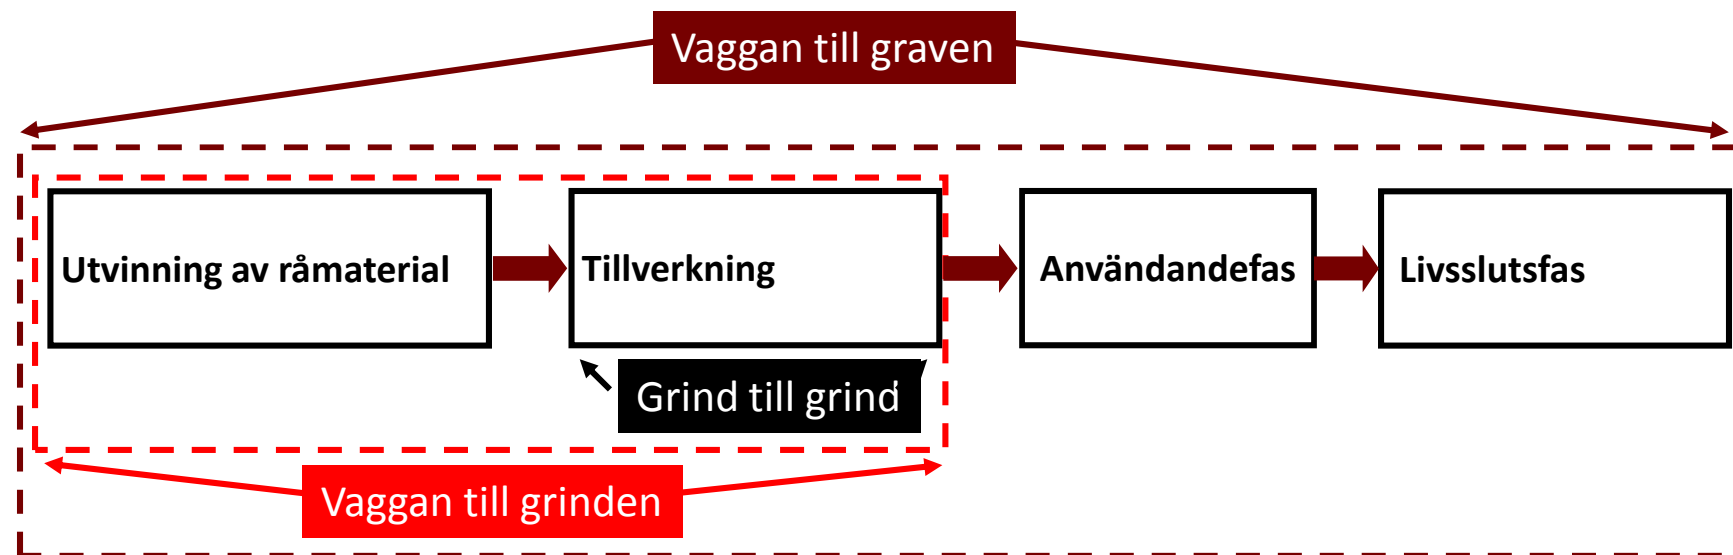 Vaggan till graven
Utvinning av råmaterial
Tillverkning
Användandefas
Livsslutsfas
Grind till grind
Vaggan till grinden